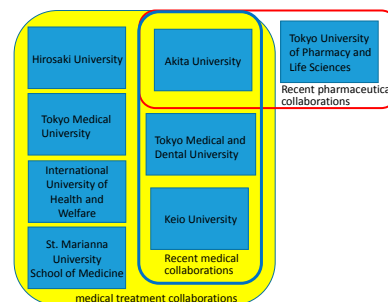 Hirosaki University
Akita University
Tokyo University
of Pharmacy and
Life Sciences
Recent pharmaceutical
collaborations
Tokyo Medical
University
Tokyo Medical and
Dental University
International
University of
Health and
Welfare
Keio University
St. Marianna
University
School of Medicine
Recent medical
collaborations
medical treatment collaborations